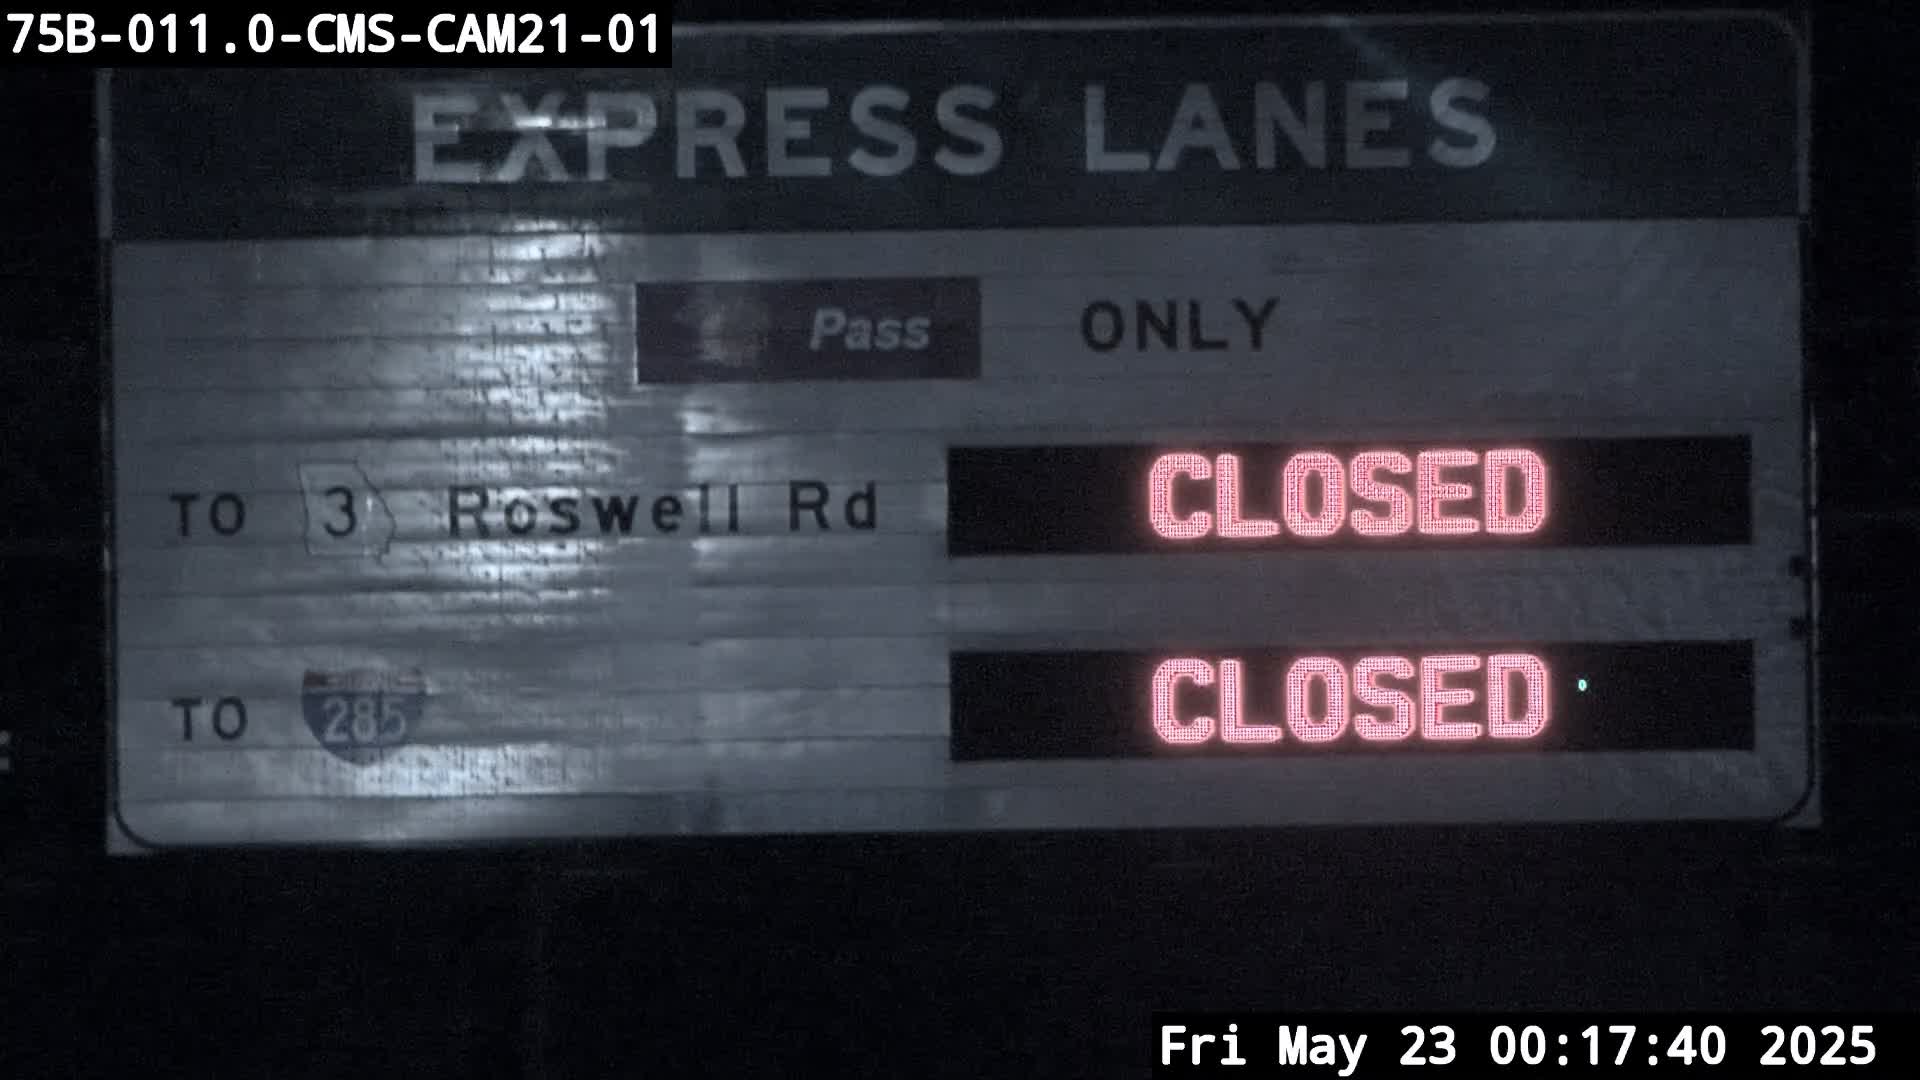 75B-011.0-CMS-CAM21-01
EXPRESS LANES
Pass ONLY
TO 3 Roswell Rd CLOSED
TO 285 CLOSED
Fri May 23 00:17:40 2025